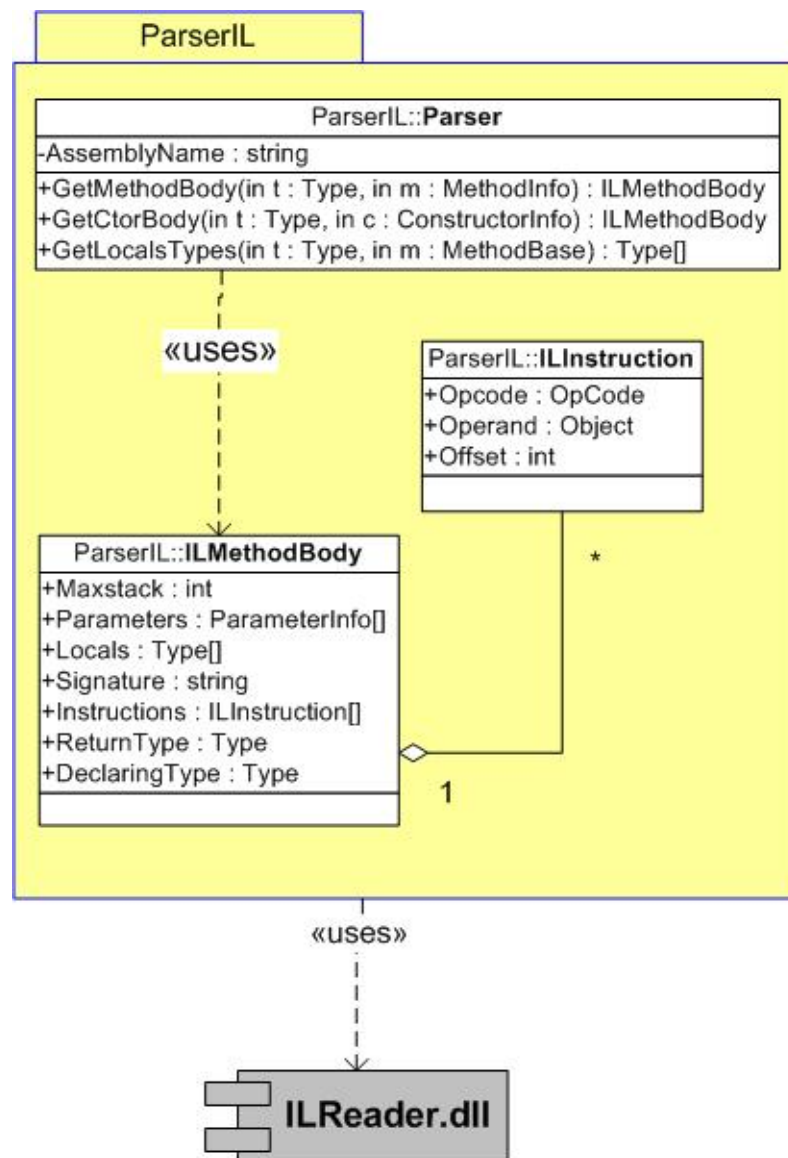 ParserIL
ParserIL::Parser
-AssemblyName : string
+GetMethodBody(in t : Type, in m : MethodInfo) : ILMethodBody
+GetCtorBody(in t : Type, in c : ConstructorInfo) : ILMethodBody
+GetLocalsTypes(in t : Type, in m : MethodBase) : Type[]
«uses»
ParserIL::ILInstruction
+Opcode : OpCode
+Operand : Object
+Offset : int
*
ParserIL::ILMethodBody
+Maxstack : int
+Parameters : ParameterInfo[]
+Locals : Type[]
+Signature : string
+Instructions : ILInstruction[]
+ReturnType : Type
+DeclaringType : Type
1
«uses»
ILReader.dll